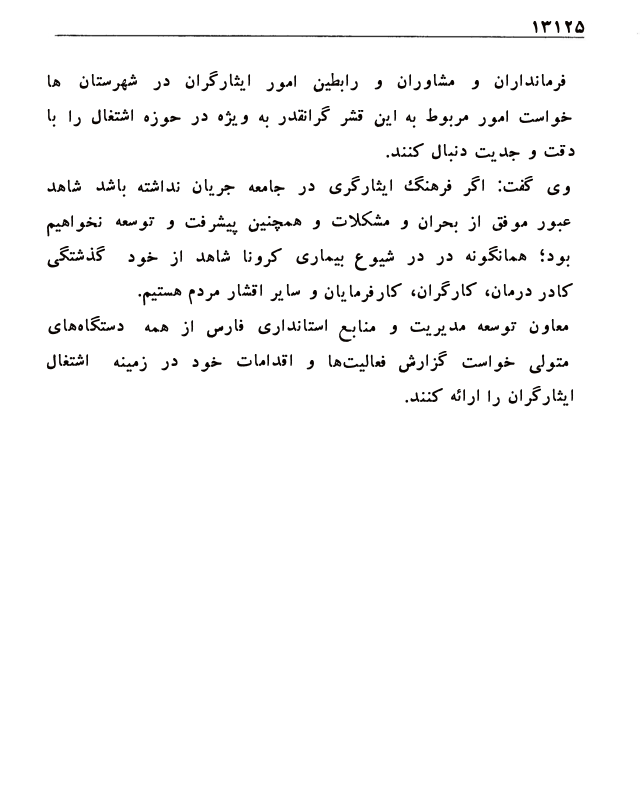 ۱۳۱۲۵
فرمانداران و مشاوران و رابطین امور ایثارگران در شهرستان ها
خواست امور مربوط به این قشر گرانقدر به ویژه در حوزه اشتغال را با
دقت و جدیت دنبال کنند.
وی گفت: اگر فرهنگ ایثارگری در جامعه جریان نداشته باشد شاهد
عبور موفق از بحران و مشکلات و همچنین پیشرفت و توسعه نخواهیم
بود؛ همانگونه در در شیوع بیماری کرونا شاهد از خود گذشتگی
کادر درمان، کارگران، کارفرمایان و سایر اقشار مردم هستیم.
معاون توسعه مدیریت و منابع استانداری فارس از همه دستگاه‌های
متولی خواست گزارش فعالیت‌ها و اقدامات خود در زمینه اشتغال
ایثارگران را ارائه کنند.